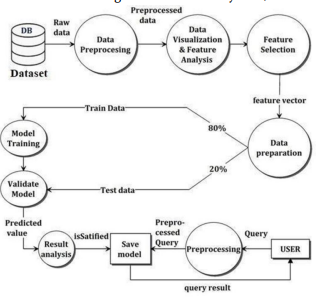 DB
Dataset
Raw
data
Data
Preprocesing
Preprocessed
data
Data
Visualization
& Feature
Analysis
Feature
Selection
feature vector
Data
preparation
80%
20%
Train Data
Test data
Model
Training
Validate
Model
Predicted
value
Result
analysis
isSatified
Save
model
Prepro-
cessed
Query
Preprocessing
Query
USER
query result